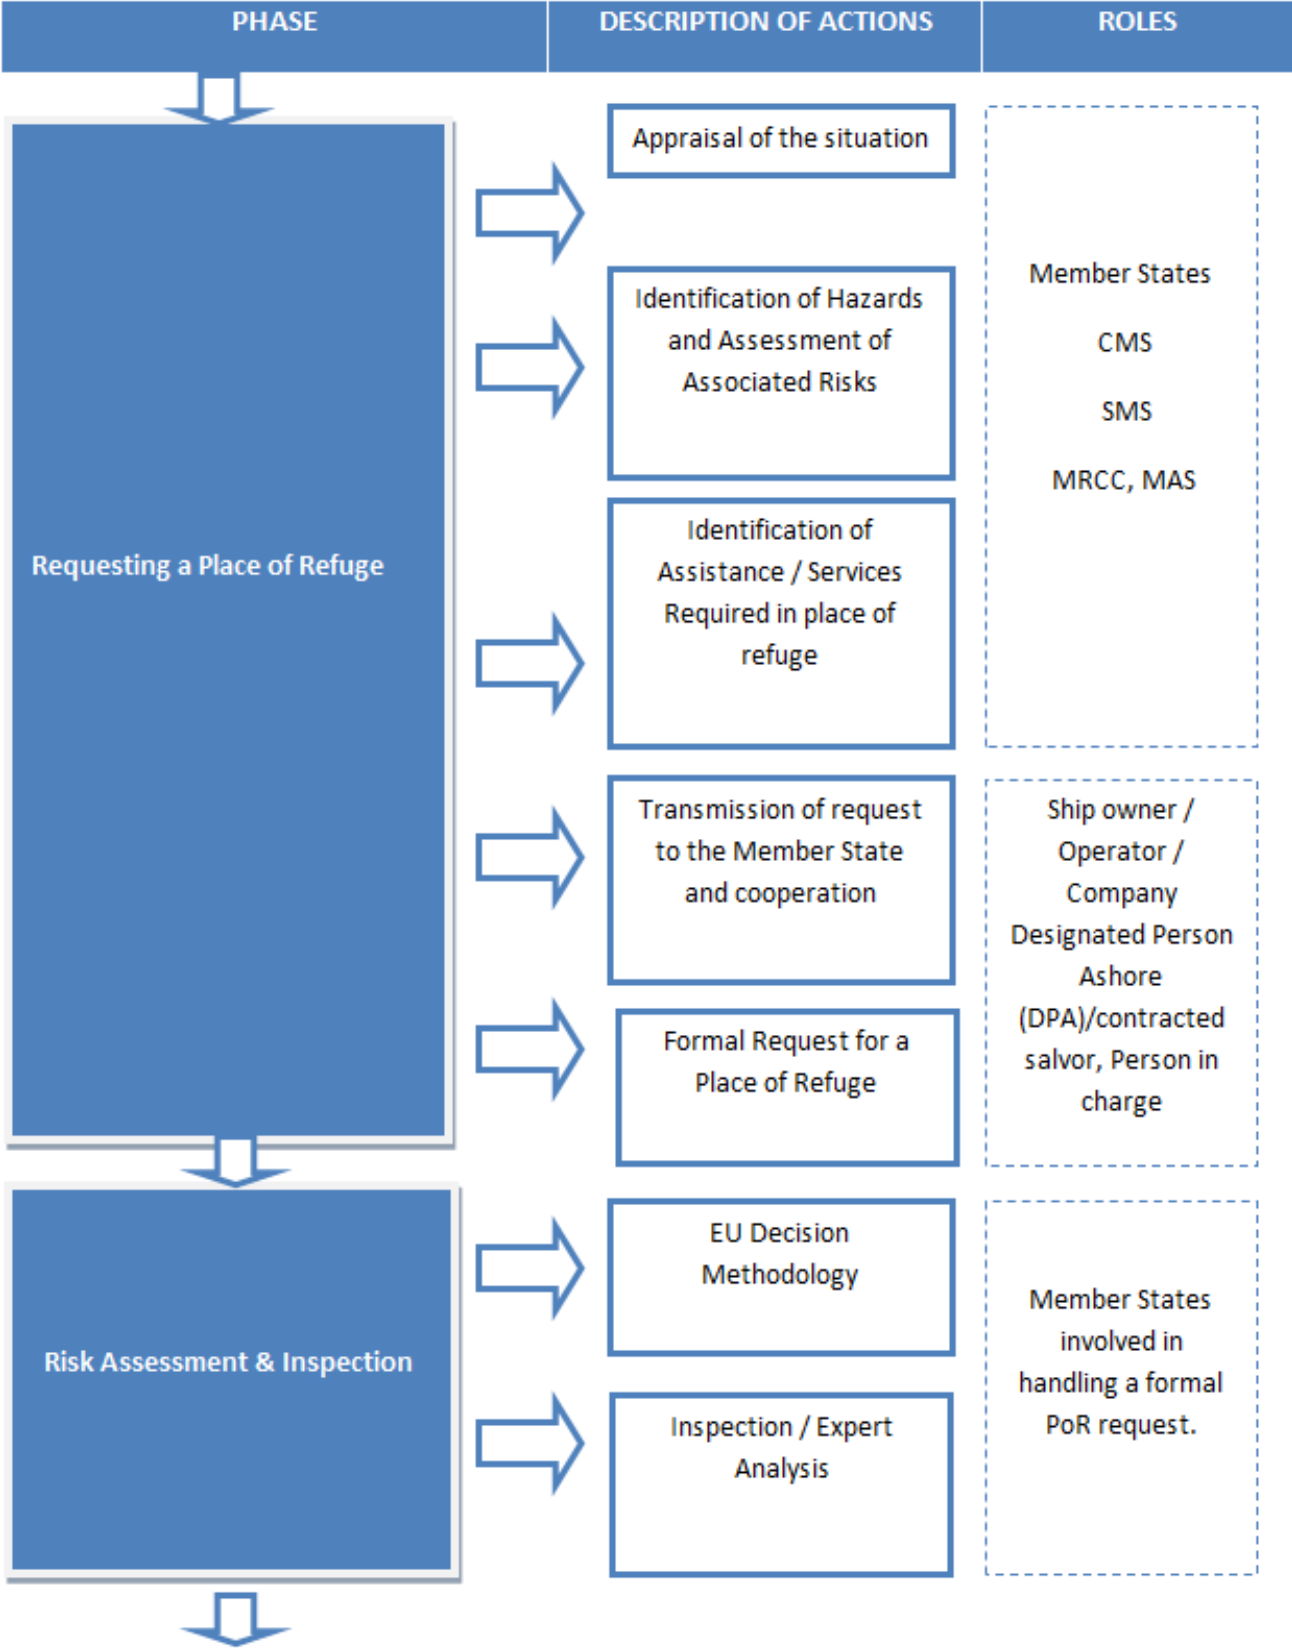 PHASE
DESCRIPTION OF ACTIONS
ROLES
Requesting a Place of Refuge
Appraisal of the situation
Identification of Hazards
and Assessment of
Associated Risks
Identification of
Assistance / Services
Required in place of
refuge
Member States
CMS
SMS
MRCC, MAS
Transmission of request
to the Member State
and cooperation
Formal Request for a
Place of Refuge
Ship owner /
Operator /
Company
Designated Person
Ashore
(DPA)/contracted
salvor, Person in
charge
Risk Assessment & Inspection
EU Decision
Methodology
Inspection / Expert
Analysis
Member States
involved in
handling a formal
PoR request.